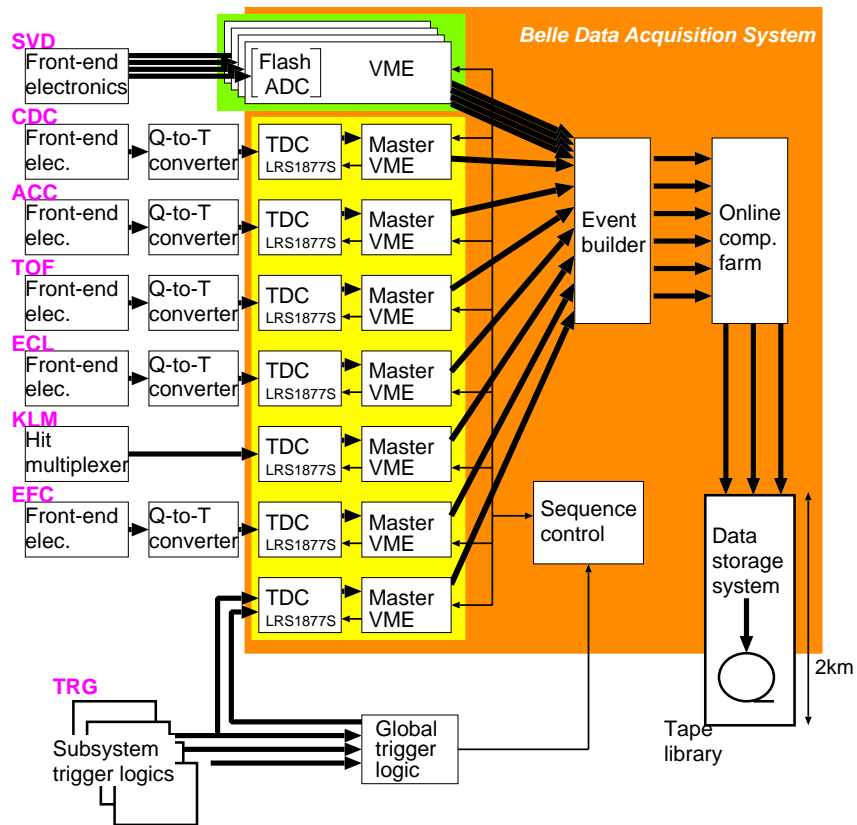 Belle Data Acquisition System
SVD
Front-end
electronics
Flash
ADC
VME
CDC
Front-end
elec.
Q-to-T
converter
TDC
LRS1877S
Master
VME
ACC
Front-end
elec.
Q-to-T
converter
TDC
LRS1877S
Master
VME
TOF
Front-end
elec.
Q-to-T
converter
TDC
LRS1877S
Master
VME
ECL
Front-end
elec.
Q-to-T
converter
TDC
LRS1877S
Master
VME
KLM
Hit
multiplexer
TDC
LRS1877S
Master
VME
EFC
Front-end
elec.
Q-to-T
converter
TDC
LRS1877S
Master
VME
TDC
LRS1877S
Master
VME
Event
builder
Online
comp.
farm
Sequence
control
Data
storage
system
2km
Tape
library
TRG
Subsystem
trigger logics
Global
trigger
logic